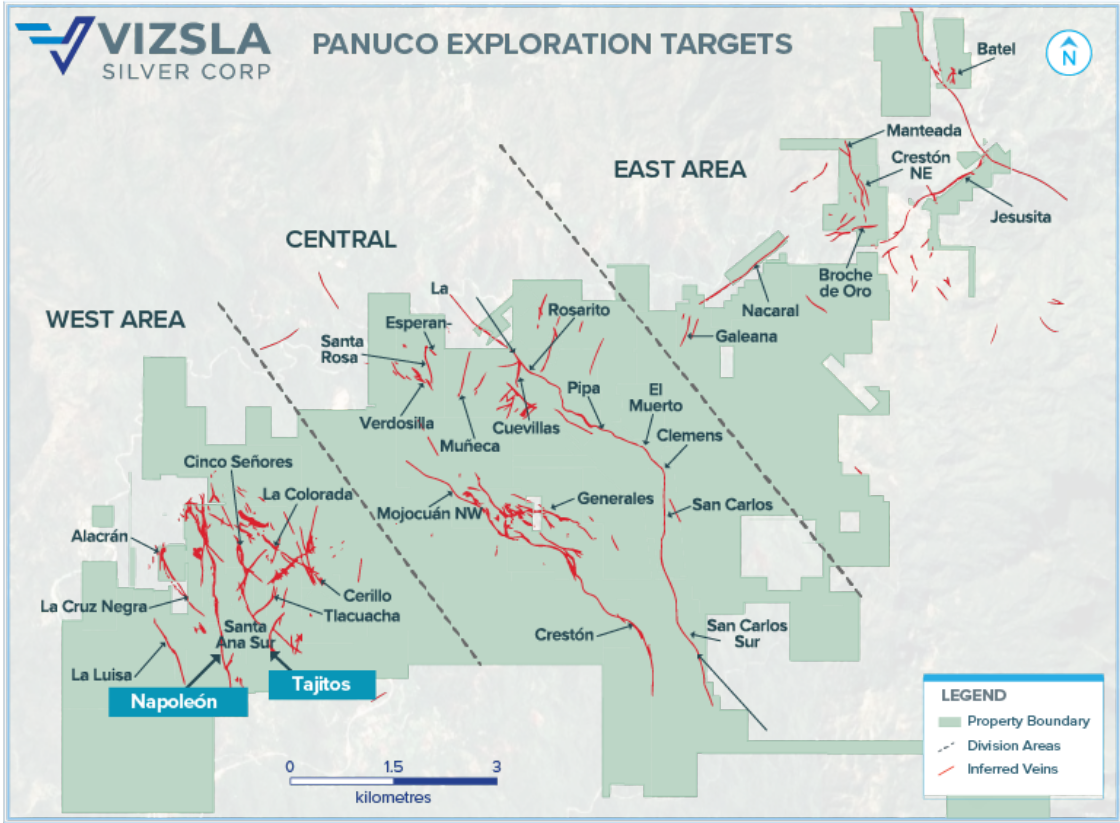 VIZSLA
SILVER CORP
PANUCO EXPLORATION TARGETS
N
Batel
Manteada
EAST AREA
Crestón
NE
Jesusita
CENTRAL
Broche
de Oro
La
Nacaral
Rosarito
WEST AREA
Esperan-
Galeana
Santa
Rosa
Pipa
El
Muerto
Verdosilla
Cuevillas
Clemens
Muñeca
Cinco Señores
La Colorada
Generales
San Carlos
Mojocuán NW
Alacrán
Cerillo
La Cruz Negra
Tlacuacha
Santa
Ana Sur
Crestón
San Carlos
Sur
La Luisa
Tajitos
Napoleón
LEGEND
Property Boundary
Division Areas
Inferred Veins
0 1.5 3
kilometres